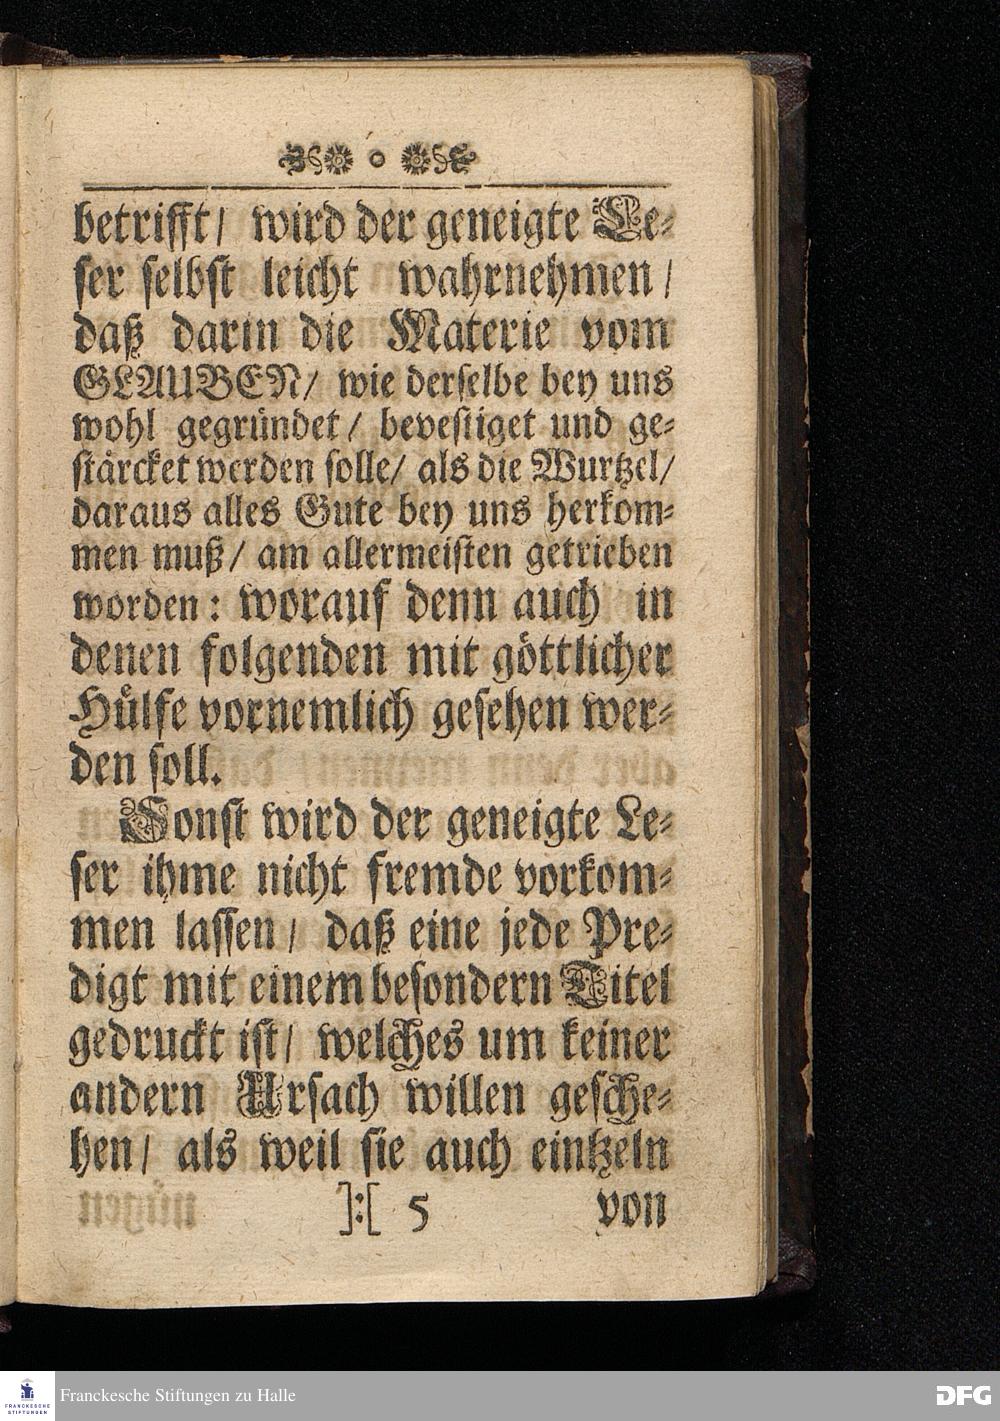 betrifft/ wird der geneigte Le⸗
ser selbst leicht wahrnehmen/
daß darin die Materie vom
GLAUBEN/ wie derselbe bey uns
wohl gegründet/ bevestiget und ge⸗
stärcket werden solle/ als die Wurtzel/
daraus alles Gute bey uns herkom⸗
men muß/ am allermeisten getrieben
worden: worauf denn auch in
denen folgenden mit göttlicher
Hülfe vornemlich gesehen wer⸗
den soll.
Sonst wird der geneigte Le⸗
ser ihme nicht fremde vorkom⸗
men lassen/ daß eine jede Pre⸗
digt mit einem besondern Titel
gedruckt ist/ welches um keiner
andern Ursach willen gesche⸗
hen/ als weil sie auch eintzeln
]:[ 5 von
FRANCKESCHE STIFTUNGEN Franckesche Stiftungen zu Halle DFG